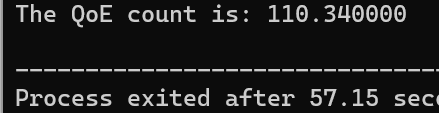 The QoE count is: 110.340000
--------------------------------
Process exited after 57.15 sec